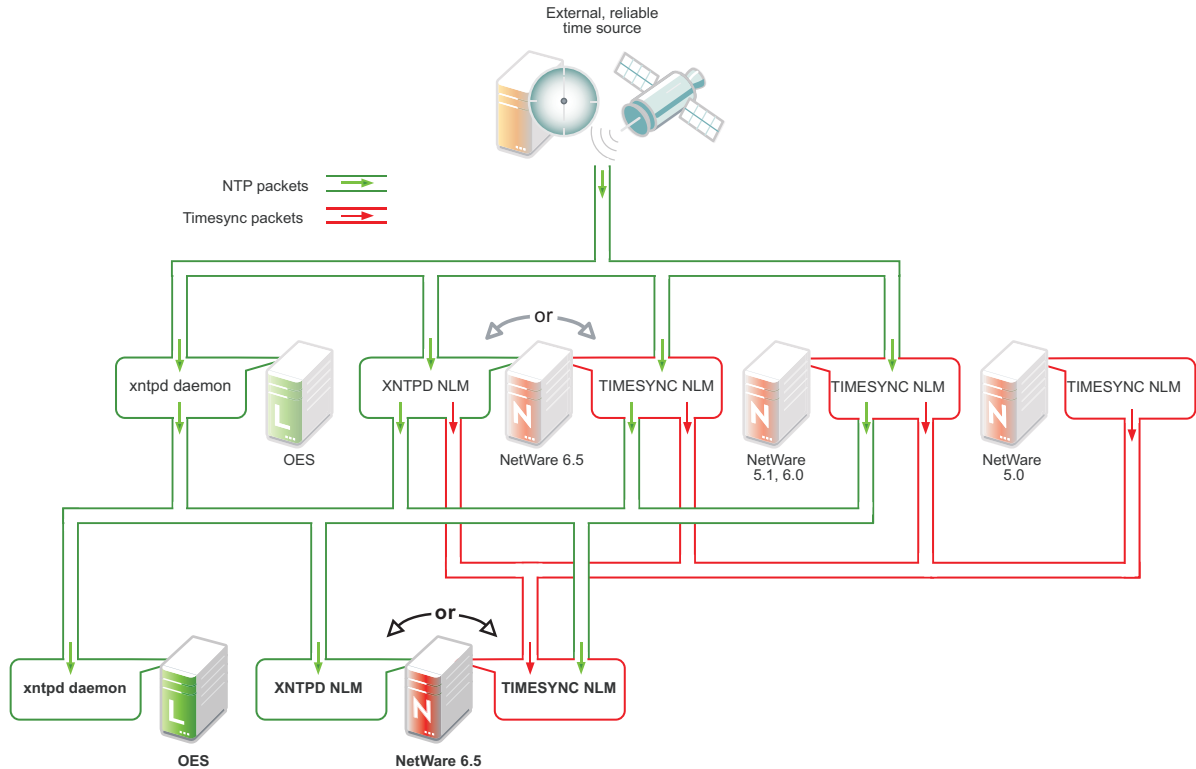 External, reliable
time source
NTP packets
Timesync packets
or
xntpd daemon
L
OES
XNTPD NLM
N
NetWare 6.5
TIMESYNC NLM
N
NetWare
5.1, 6.0
TIMESYNC NLM
N
NetWare
5.0
TIMESYNC NLM
or
xntpd daemon
L
OES
XNTPD NLM
N
NetWare 6.5
TIMESYNC NLM